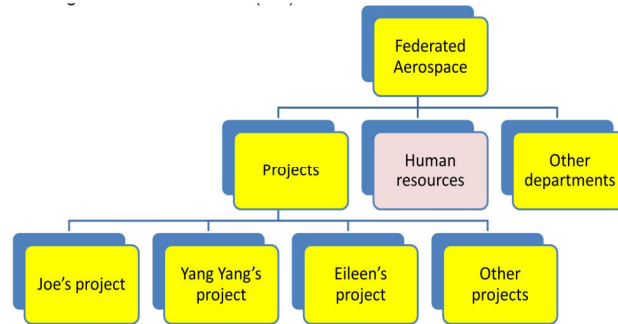 Federated
Aerospace
Projects
Human
resources
Other
departments
Joe's project
Yang Yang's
project
Eileen's
project
Other
projects